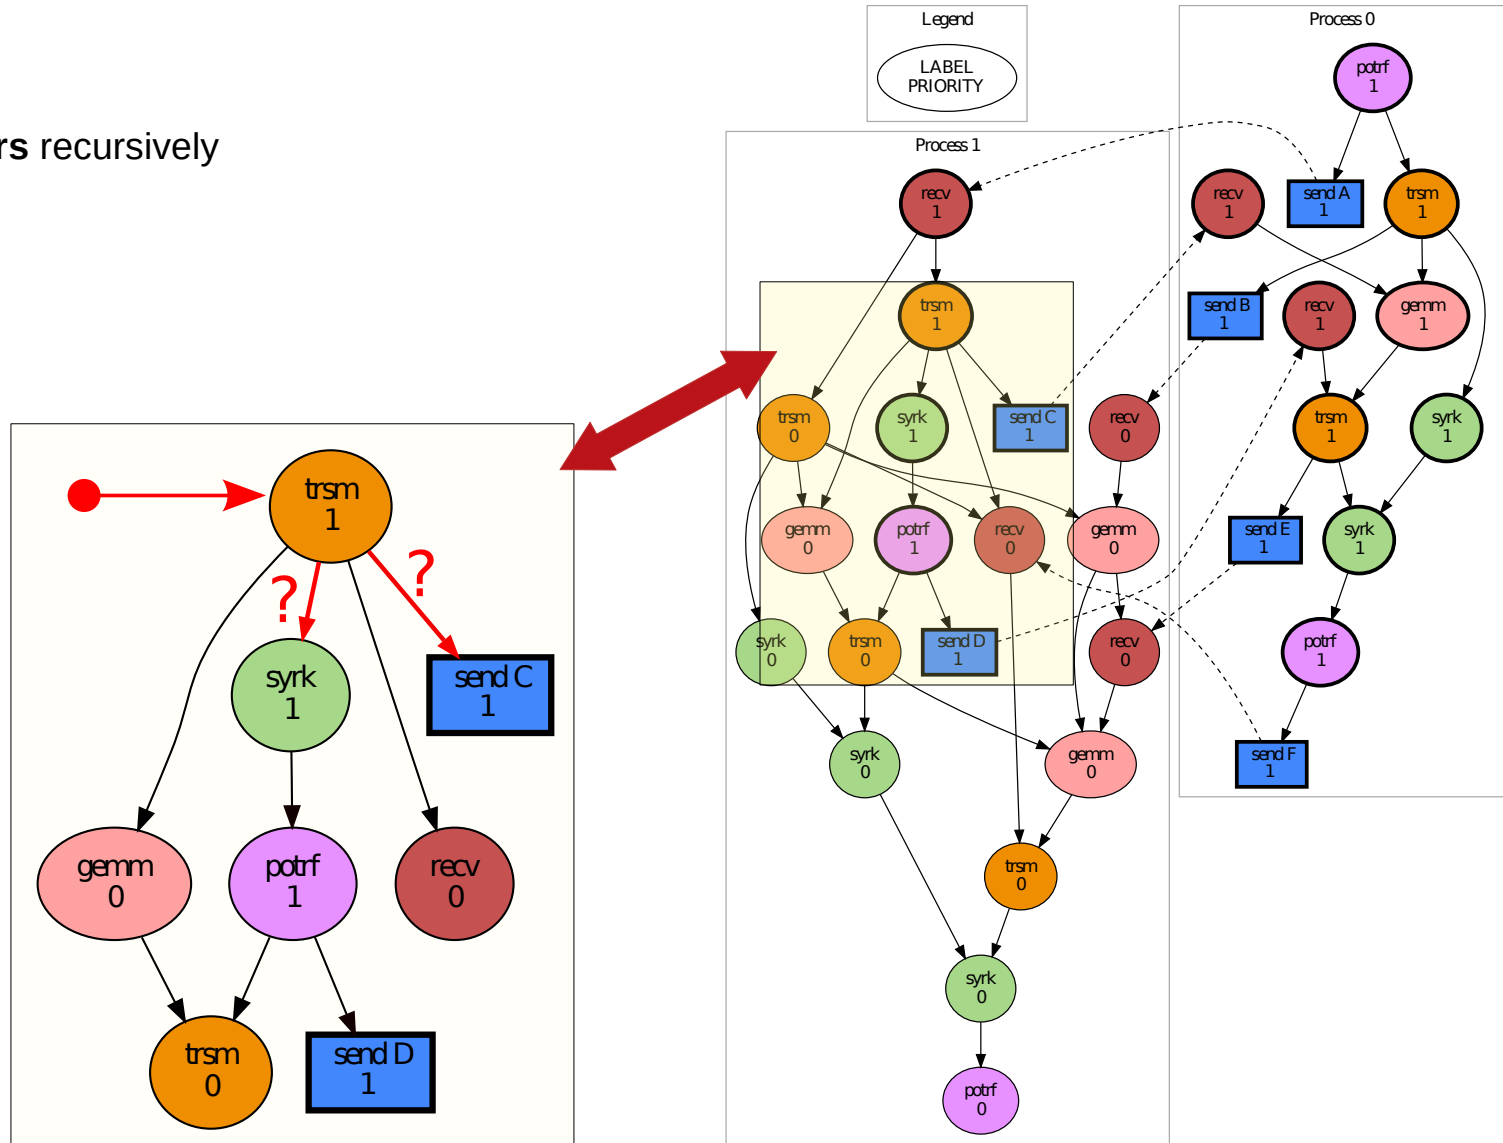 rs recursively
Legend
LABEL
PRIORITY
Process 0
potrf
1
recv
1
send A
1
trsm
1
send B
1
recv
1
gemm
1
trsm
1
syrk
1
send E
1
syrk
1
potrf
1
send F
1
Process 1
recv
1
trsm
1
trsm
0
syrk
1
send C
1
recv
0
gemm
0
potrf
1
recv
0
gemm
0
syrk
0
trsm
0
send D
1
recv
0
syrk
0
gemm
0
trsm
0
syrk
0
potrf
0
trsm
1
?
?
syrk
1
send C
1
gemm
0
potrf
1
recv
0
trsm
0
send D
1